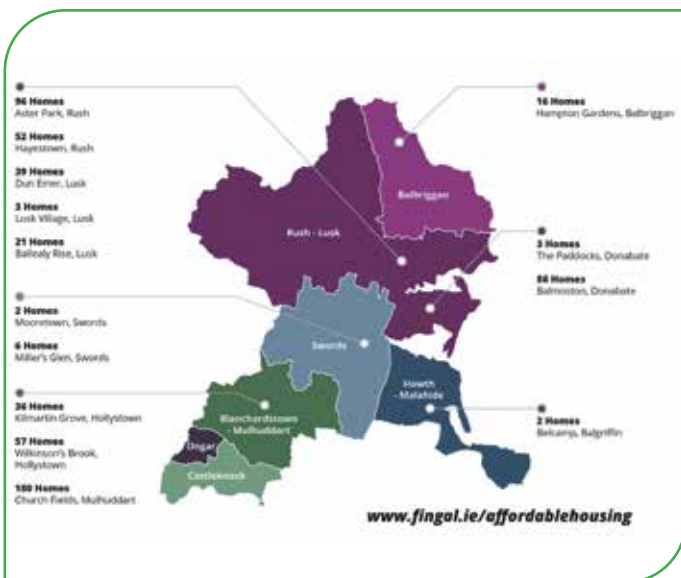 96 Homes
Aster Park, Rush
52 Homes
Hayestown, Rush
39 Homes
Dun Emer, Lusk
3 Homes
Lusk Village, Lusk
21 Homes
Ballealy Rise, Lusk
2 Homes
Mooretown, Swords
6 Homes
Miller's Glen, Swords
36 Homes
Kilmartin Grove, Hollystown
57 Homes
Wilkinson's Brook,
Hollystown
180 Homes
Church Fields, Mulhuddart
Balbriggan
Rush - Lusk
Swords
Howth
- Malahide
Blanchardstown
- Mulhuddart
Ongar
Castleknock
16 Homes
Hampton Gardens, Balbriggan
3 Homes
The Paddocks, Donabate
86 Homes
Balmoston, Donabate
2 Homes
Belcamp, Balgriffin
www.fingal.ie/affordablehousing